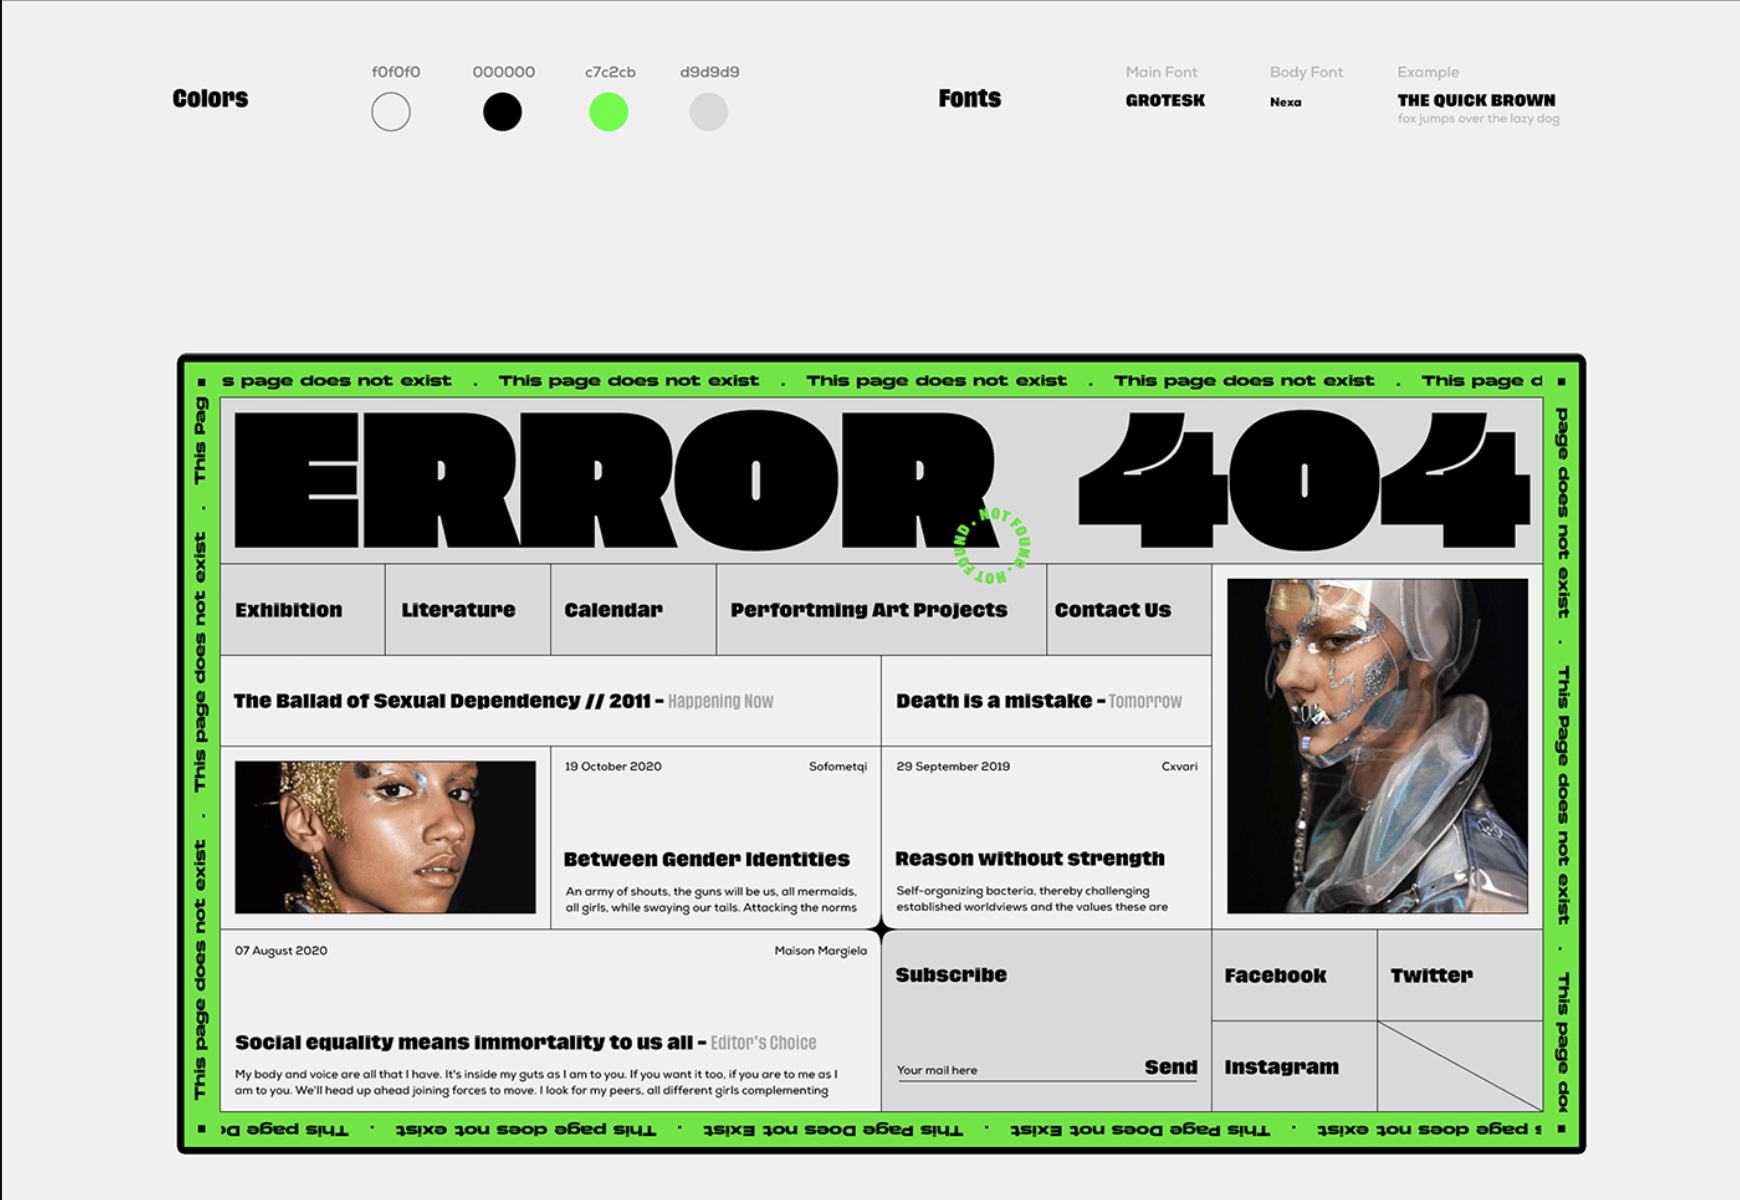 Colors
f0f0f0
000000
c7c2cb
d9d9d9
Fonts
Main Font
GROTESK
Body Font
Nexa
Example
THE QUICK BROWN
fox jumps over the lazy dog
s page does not exist . This page does not exist . This page does not exist . This page does not exist . This page d
This page does not exist . This page does not exist . This Pag
page does not exist . This Page does not exist . This page do
ERROR 404
NOT FOUND . NOT FOUND .
Exhibition
Literature
Calendar
Perfortming Art Projects
Contact Us
The Ballad of Sexual Dependency // 2011 - Happening Now
Death is a mistake - Tomorrow
19 October 2020
Sofometqi
Between Gender Identities
An army of shouts, the guns will be us, all mermaids,
all girls, while swaying our tails. Attacking the norms
29 September 2019
Cxvari
Reason without strength
Self-organizing bacteria, thereby challenging
established worldviews and the values these are
07 August 2020
Maison Margiela
Social equality means immortality to us all - Editor's Choice
My body and voice are all that I have. It's inside my guts as I am to you. If you want it too, if you are to me as I
am to you. We'll head up ahead joining forces to move. I look for my peers, all different girls complementing
Subscribe
Your mail here
Send
Facebook
Twitter
Instagram
s page does not exist . This Page Does not Exist . This Page Does not Exist . This page does not exist . This page Do